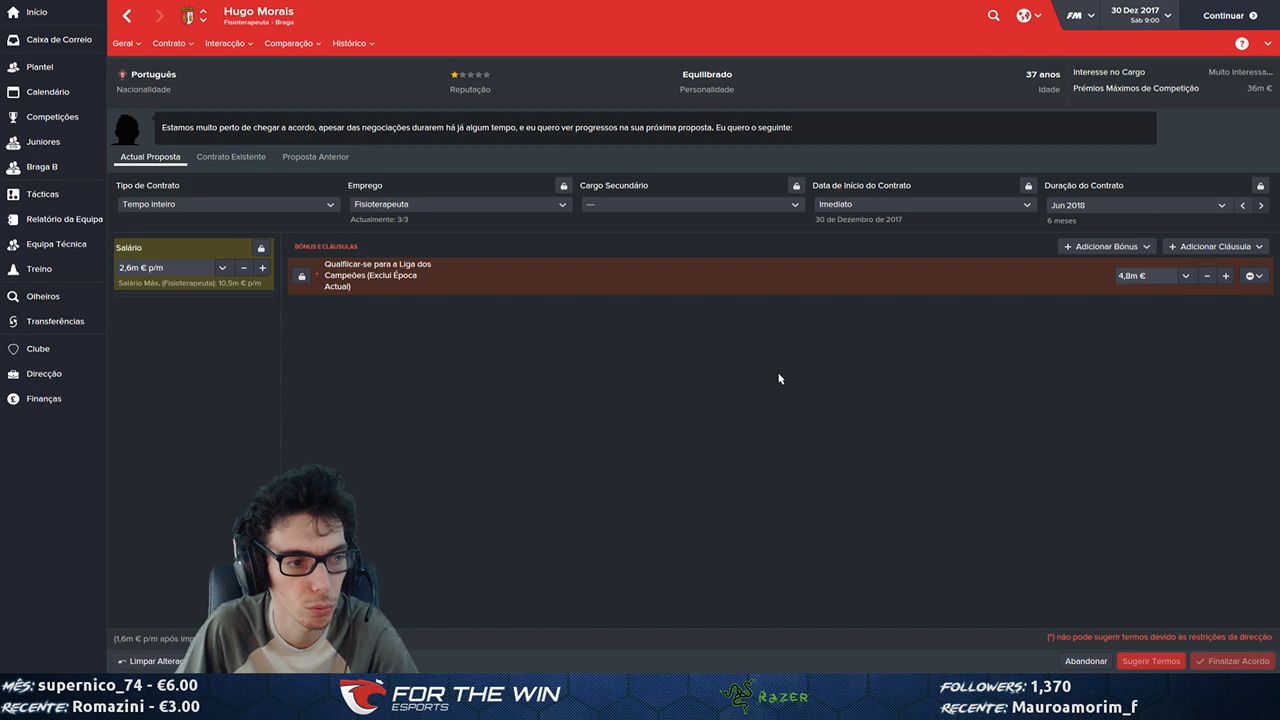 Início
Caixa de Correio
Plantel
Calendário
Competições
Juniores
Braga B
Tácticas
Relatório da Equipa
Equipa Técnica
Treino
Olheiros
Transferências
Clube
Direcção
Finanças
Hugo Morais
Fisioterapeuta - Braga
FM
30 Dez 2017
Sáb 9:00
Continuar
Geral
Contrato
Interacção
Comparação
Histórico
Português
Nacionalidade
Reputação
Equilibrado
Personalidade
37 anos
Idade
Interesse no Cargo
Muito Interessa...
Prémios Máximos de Competição
36m €
Estamos muito perto de chegar a acordo, apesar das negociações durarem há já algum tempo, e eu quero ver progressos na sua próxima proposta. Eu quero o seguinte:
Actual Proposta
Contrato Existente
Proposta Anterior
Tipo de Contrato
Tempo inteiro
Emprego
Fisioterapeuta
Actualmente: 3/3
Cargo Secundário
---
Data de Início do Contrato
Imediato
30 de Dezembro de 2017
Duração do Contrato
Jun 2018
6 meses
Salário
2,6m € p/m
Salário Máx. (Fisioterapeuta): 10,5m € p/m
BÓNUS E CLÁUSULAS
+ Adicionar Bónus
+ Adicionar Cláusula
* Qualificar-se para a Liga dos
Campeões (Exclui Época
Actual)
4,8m €
(1,6m € p/m após imp
(*) não pode sugerir termos devido às restrições da direcção
Limpar Alteraç
Abandonar
Sugerir Termos
Finalizar Acordo
MÊS: supernico_74 - €6.00
RECENTE: Romazini - €3.00
FOR THE WIN
ESPORTS
RAZER
FOLLOWERS: 1,370
RECENTE: Mauroamorim_f